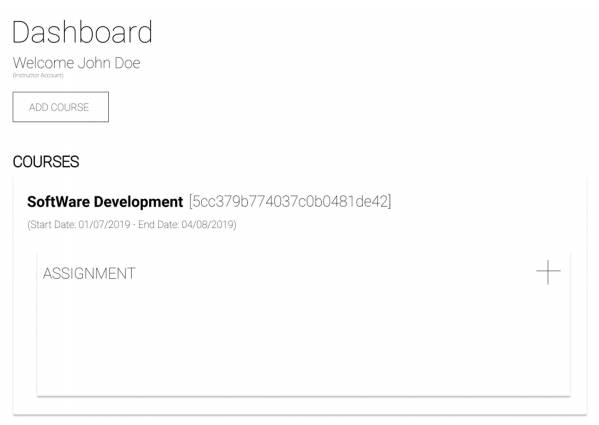 Dashboard
Welcome John Doe
(Instructor Account)
ADD COURSE
COURSES
SoftWare Development [5cc379b774037c0b0481de42]
(Start Date: 01/07/2019 - End Date: 04/08/2019)
ASSIGNMENT